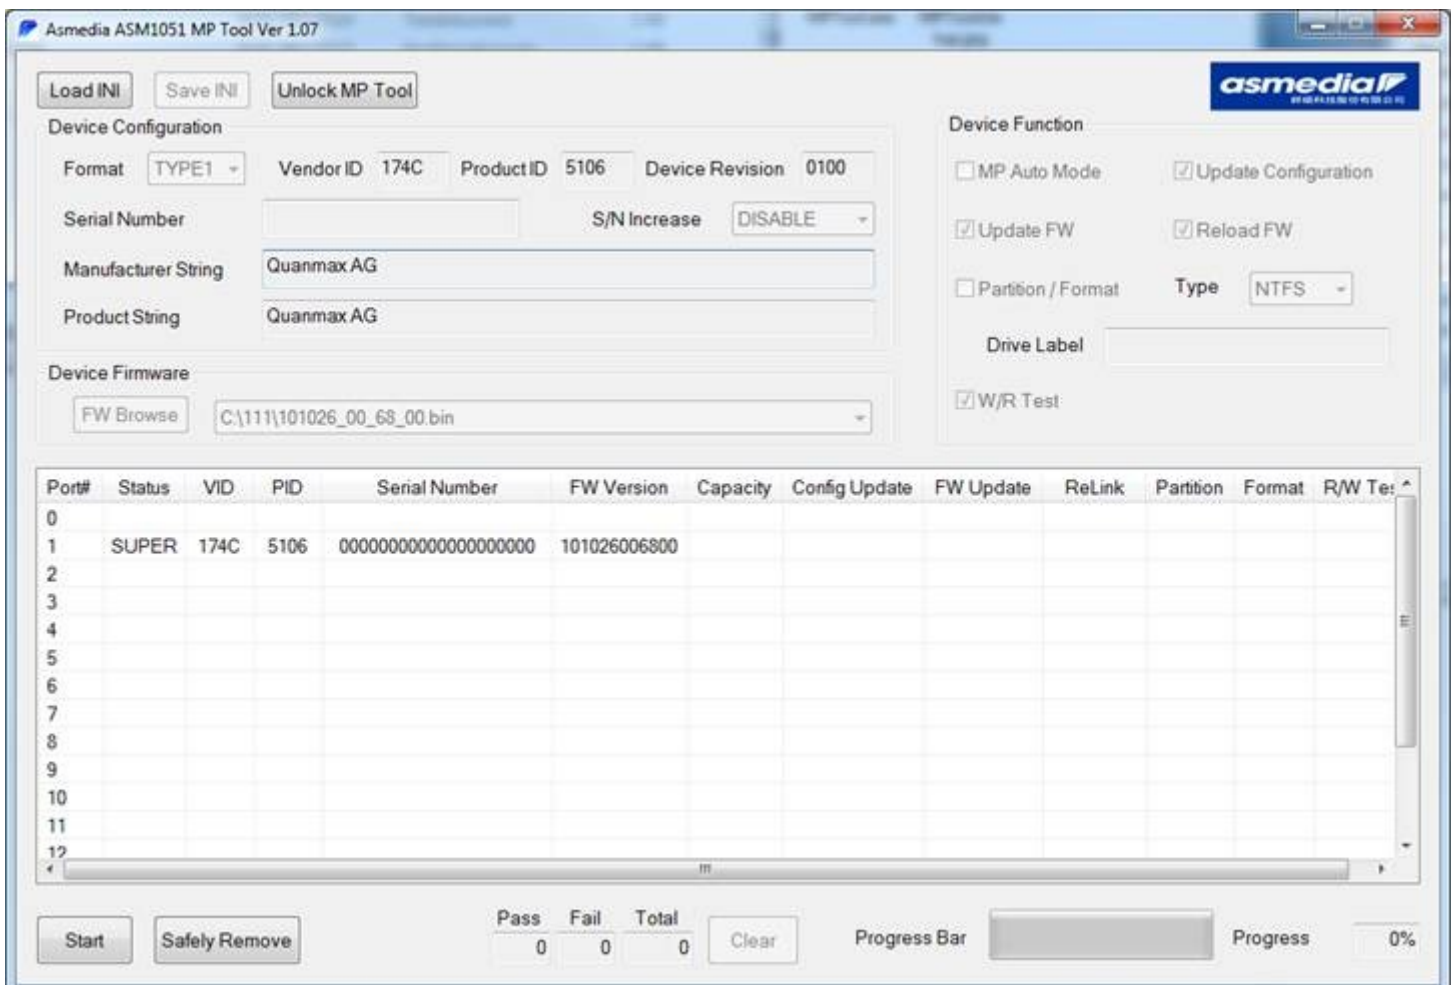 Asmedia ASM1051 MP Tool Ver 1.07
Load INI Save INI Unlock MP Tool
asmedia
Device Configuration
Format TYPE1 Vendor ID 174C Product ID 5106 Device Revision 0100
Serial Number S/N Increase DISABLE
Manufacturer String Quanmax AG
Product String Quanmax AG
Device Function
MP Auto Mode Update Configuration
Update FW Reload FW
Partition / Format Type NTFS
Drive Label
W/R Test
Device Firmware
FW Browse C:\111\101026_00_68_00.bin
Port# Status VID PID Serial Number FW Version Capacity Config Update FW Update ReLink Partition Format R/W Tes
0
1 SUPER 174C 5106 00000000000000000000 101026006800
2
3
4
5
6
7
8
9
10
11
12
Start Safely Remove
Pass Fail Total
0 0 0 Clear
Progress Bar Progress 0%